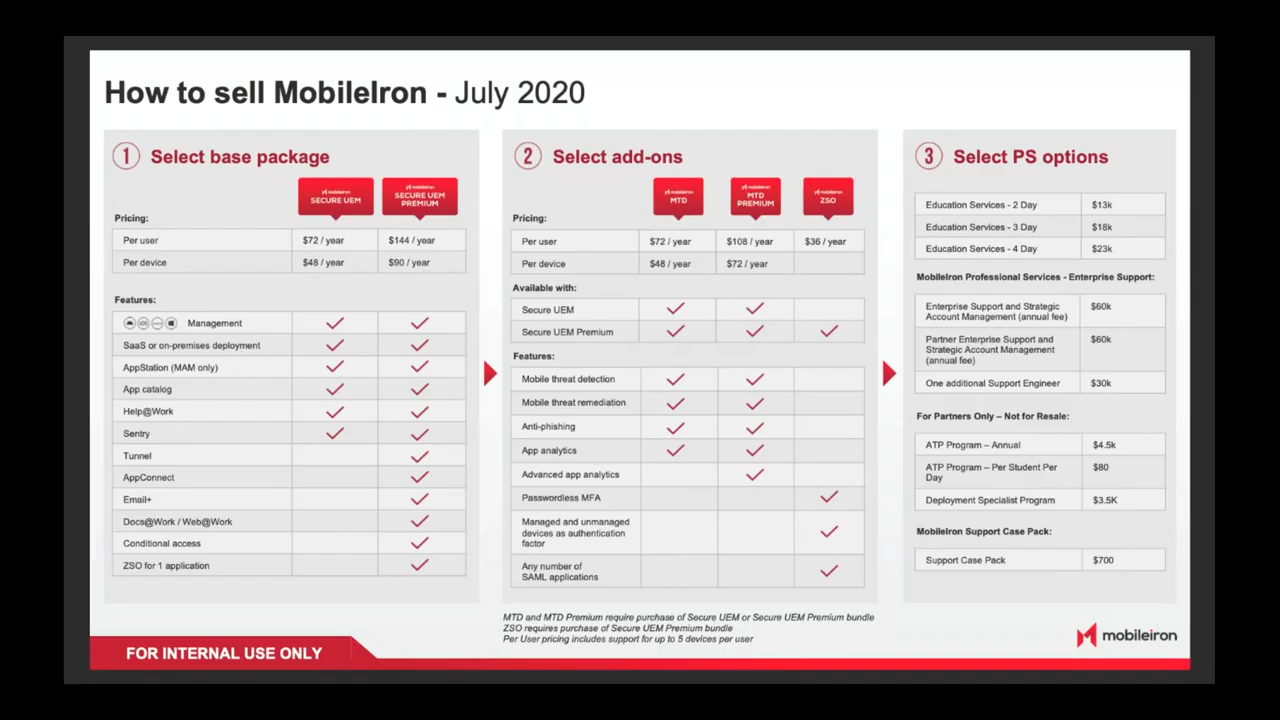 How to sell MobileIron - July 2020
1 Select base package
mobileiron
SECURE UEM
mobileiron
SECURE UEM
PREMIUM
Pricing:
Per user $72 / year $144 / year
Per device $48 / year $90 / year
Features:
Management
SaaS or on-premises deployment
AppStation (MAM only)
App catalog
Help@Work
Sentry
Tunnel
AppConnect
Email+
Docs@Work / Web@Work
Conditional access
ZSO for 1 application
2 Select add-ons
mobileiron
MTD
mobileiron
MTD
PREMIUM
mobileiron
ZSO
Pricing:
Per user $72 / year $108 / year $36 / year
Per device $48 / year $72 / year
Available with:
Secure UEM
Secure UEM Premium
Features:
Mobile threat detection
Mobile threat remediation
Anti-phishing
App analytics
Advanced app analytics
Passwordless MFA
Managed and unmanaged
devices as authentication
factor
Any number of
SAML applications
MTD and MTD Premium require purchase of Secure UEM or Secure UEM Premium bundle
ZSO requires purchase of Secure UEM Premium bundle
Per User pricing includes support for up to 5 devices per user
3 Select PS options
Education Services - 2 Day $13k
Education Services - 3 Day $18k
Education Services - 4 Day $23k
MobileIron Professional Services - Enterprise Support:
Enterprise Support and Strategic $60k
Account Management (annual fee)
Partner Enterprise Support and $60k
Strategic Account Management
(annual fee)
One additional Support Engineer $30k
For Partners Only – Not for Resale:
ATP Program – Annual $4.5k
ATP Program – Per Student Per $80
Day
Deployment Specialist Program $3.5K
MobileIron Support Case Pack:
Support Case Pack $700
mobileiron
FOR INTERNAL USE ONLY